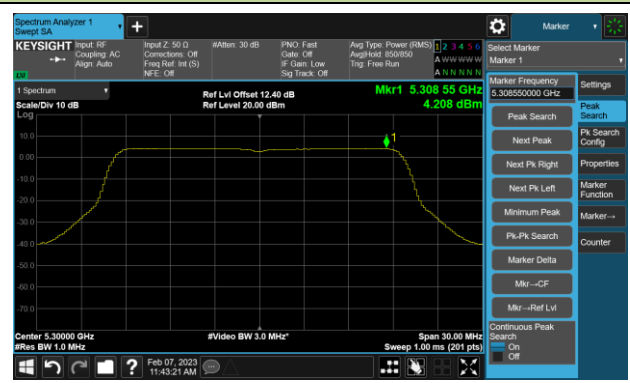 Spectrum Analyzer 1
Swept SA
+
Marker
KEYSIGHT
Input: RF
Coupling: AC
Align: Auto
Input Z: 50 Ω
Corrections: Off
Freq Ref: Int (S)
NFE: Off
#Atten: 30 dB
PNO: Fast
Gate: Off
IF Gain: Low
Sig Track: Off
Avg Type: Power (RMS)
Avg|Hold: 850/850
Trig: Free Run
1 2 3 4 5 6
A W W W W W
A N N N N N
Select Marker
Marker 1
1 Spectrum
Scale/Div 10 dB
Log
Ref Lvl Offset 12.40 dB
Ref Level 20.00 dBm
Mkr1 5.308 55 GHz
4.208 dBm
10.0
0.00
-10.0
-20.0
-30.0
-40.0
-50.0
-60.0
-70.0
1
Center 5.30000 GHz
#Res BW 1.0 MHz
#Video BW 3.0 MHz*
Span 30.00 MHz
Sweep 1.00 ms (201 pts)
Marker Frequency
5.308550000 GHz
Peak Search
Next Peak
Next Pk Right
Next Pk Left
Minimum Peak
Pk-Pk Search
Marker Delta
Mkr→CF
Mkr→Ref Lvl
Continuous Peak
Search
On
Off
Settings
Peak
Search
Pk Search
Config
Properties
Marker
Function
Marker→
Counter
?
Feb 07, 2023
11:43:21 AM